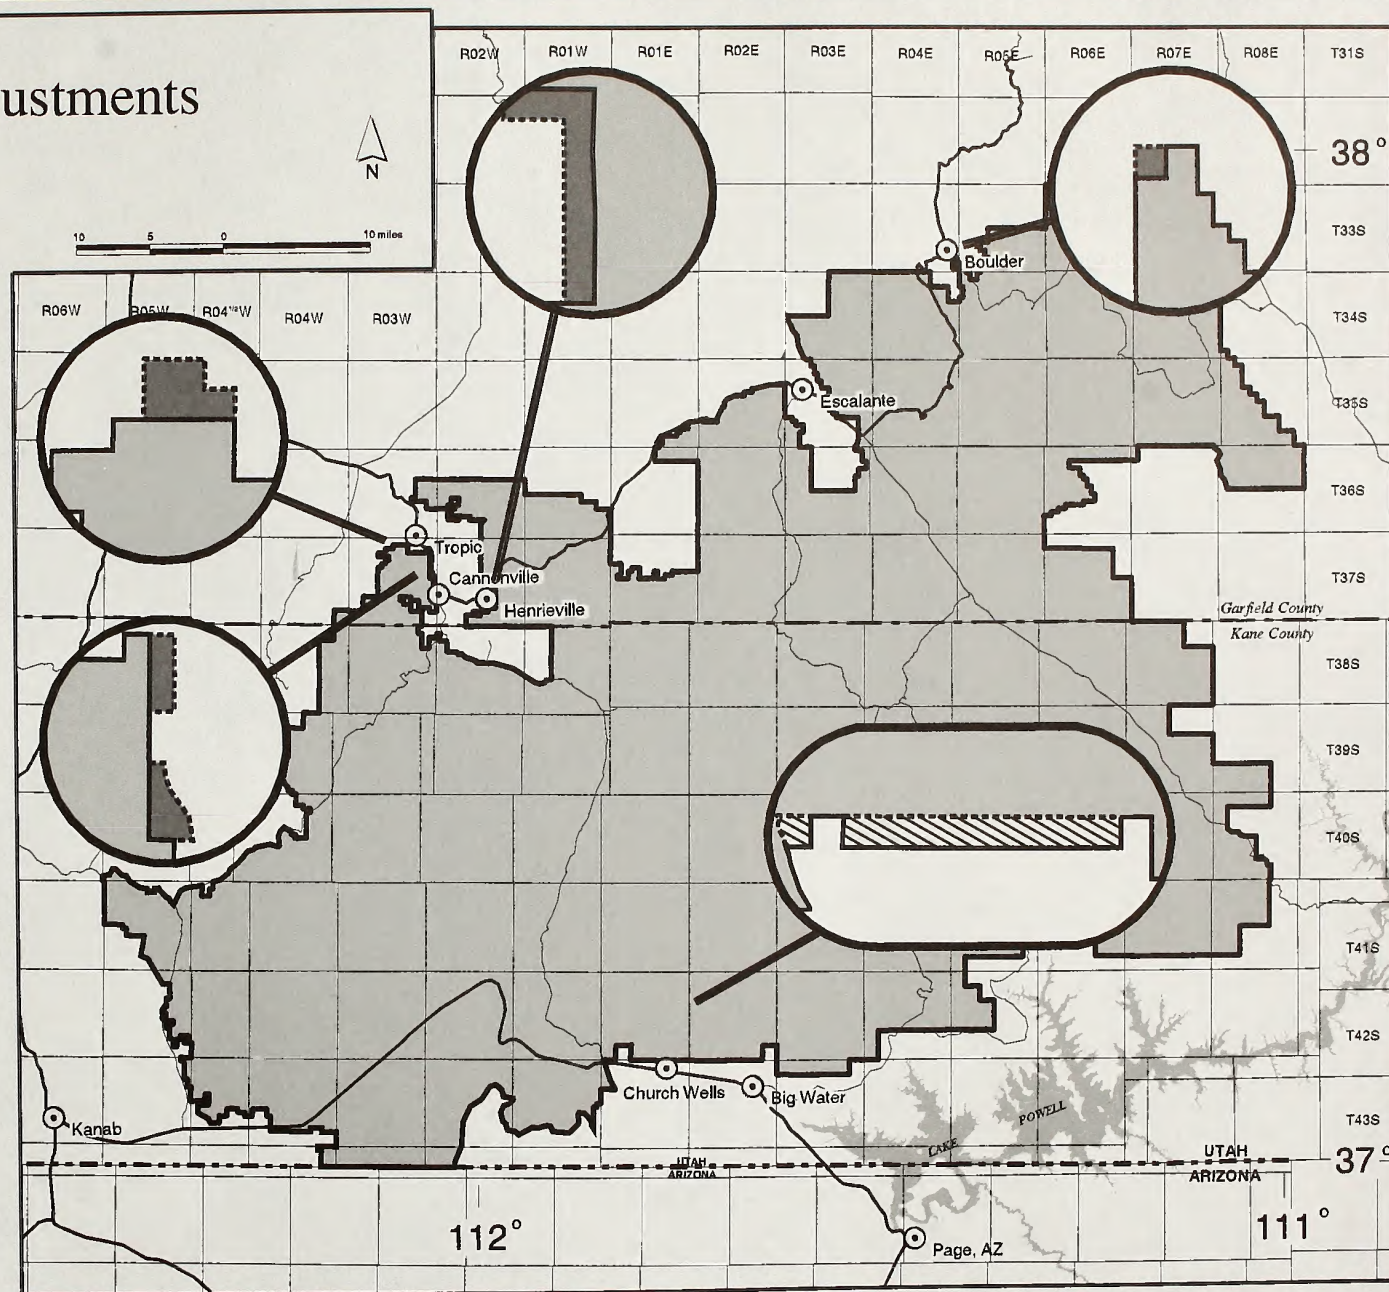 ustments
N
10 5 0 10 miles
R02W R01W R01E R02E R03E R04E R05E R06E R07E R08E T31S
38°
T33S
Boulder
R06W R05W R04½W R04W R03W
T34S
Escalante
T35S
T36S
Tropic
Cannonville
T37S
Henrieville
Garfield County
Kane County
T38S
T39S
T40S
T41S
T42S
Church Wells
Big Water
POWELL
LAKE
T43S
Kanab
UTAH
ARIZONA
UTAH
ARIZONA
37°
112°
111°
Page, AZ